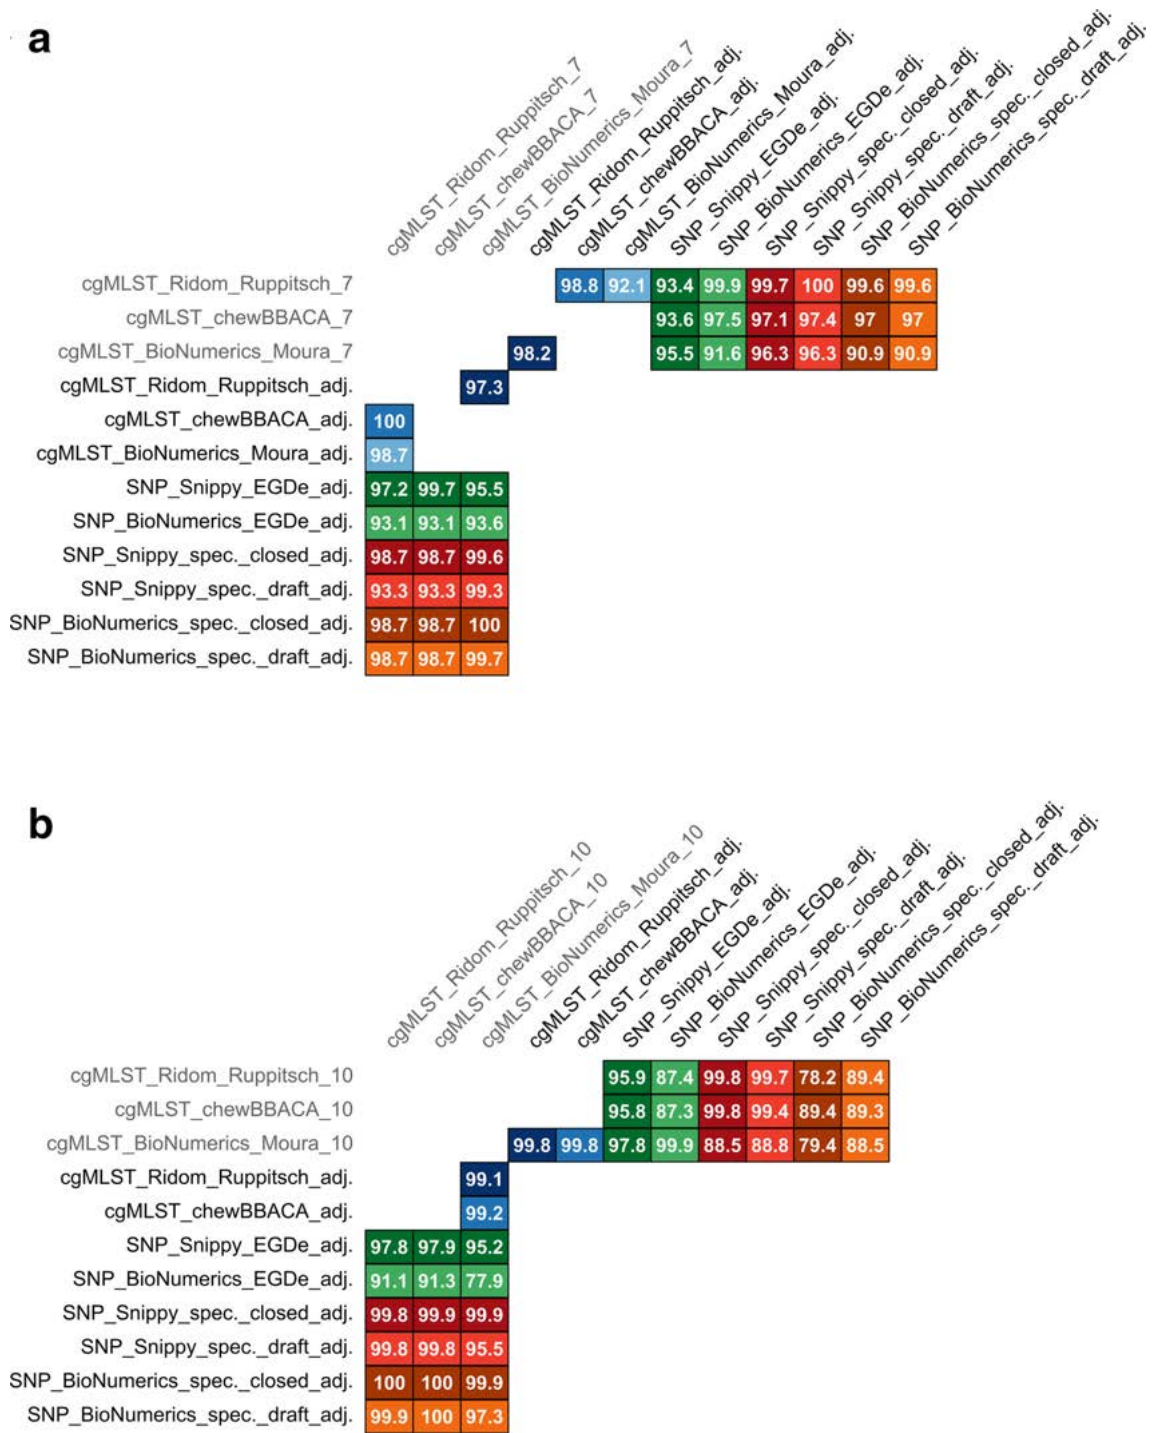 a
cgMLST_Ridom_Ruppitsch_7
cgMLST_chewBBACA_7
cgMLST_BioNumerics_Moura_7
cgMLST_Ridom_Ruppitsch_adj.
cgMLST_chewBBACA_adj.
cgMLST_BioNumerics_Moura_adj.
SNP_Snippy_EGDe_adj.
SNP_BioNumerics_EGDe_adj.
SNP_Snippy_spec._closed_adj.
SNP_Snippy_spec._draft_adj.
SNP_BioNumerics_spec._closed_adj.
SNP_BioNumerics_spec._draft_adj.
cgMLST_Ridom_Ruppitsch_7 98.8 92.1 93.4 99.9 99.7 100 99.6 99.6
cgMLST_chewBBACA_7 93.6 97.5 97.1 97.4 97 97
cgMLST_BioNumerics_Moura_7 98.2 95.5 91.6 96.3 96.3 90.9 90.9
cgMLST_Ridom_Ruppitsch_adj. 97.3
cgMLST_chewBBACA_adj. 100
cgMLST_BioNumerics_Moura_adj. 98.7
SNP_Snippy_EGDe_adj. 97.2 99.7 95.5
SNP_BioNumerics_EGDe_adj. 93.1 93.1 93.6
SNP_Snippy_spec._closed_adj. 98.7 98.7 99.6
SNP_Snippy_spec._draft_adj. 93.3 93.3 99.3
SNP_BioNumerics_spec._closed_adj. 98.7 98.7 100
SNP_BioNumerics_spec._draft_adj. 98.7 98.7 99.7
b
cgMLST_Ridom_Ruppitsch_10
cgMLST_chewBBACA_10
cgMLST_BioNumerics_Moura_10
cgMLST_Ridom_Ruppitsch_adj.
cgMLST_chewBBACA_adj.
SNP_Snippy_EGDe_adj.
SNP_BioNumerics_EGDe_adj.
SNP_Snippy_spec._closed_adj.
SNP_Snippy_spec._draft_adj.
SNP_BioNumerics_spec._closed_adj.
SNP_BioNumerics_spec._draft_adj.
cgMLST_Ridom_Ruppitsch_10 95.9 87.4 99.8 99.7 78.2 89.4
cgMLST_chewBBACA_10 95.8 87.3 99.8 99.4 89.4 89.3
cgMLST_BioNumerics_Moura_10 99.8 99.8 97.8 99.9 88.5 88.8 79.4 88.5
cgMLST_Ridom_Ruppitsch_adj. 99.1
cgMLST_chewBBACA_adj. 99.2
SNP_Snippy_EGDe_adj. 97.8 97.9 95.2
SNP_BioNumerics_EGDe_adj. 91.1 91.3 77.9
SNP_Snippy_spec._closed_adj. 99.8 99.9 99.9
SNP_Snippy_spec._draft_adj. 99.8 99.8 95.5
SNP_BioNumerics_spec._closed_adj. 100 100 99.9
SNP_BioNumerics_spec._draft_adj. 99.9 100 97.3